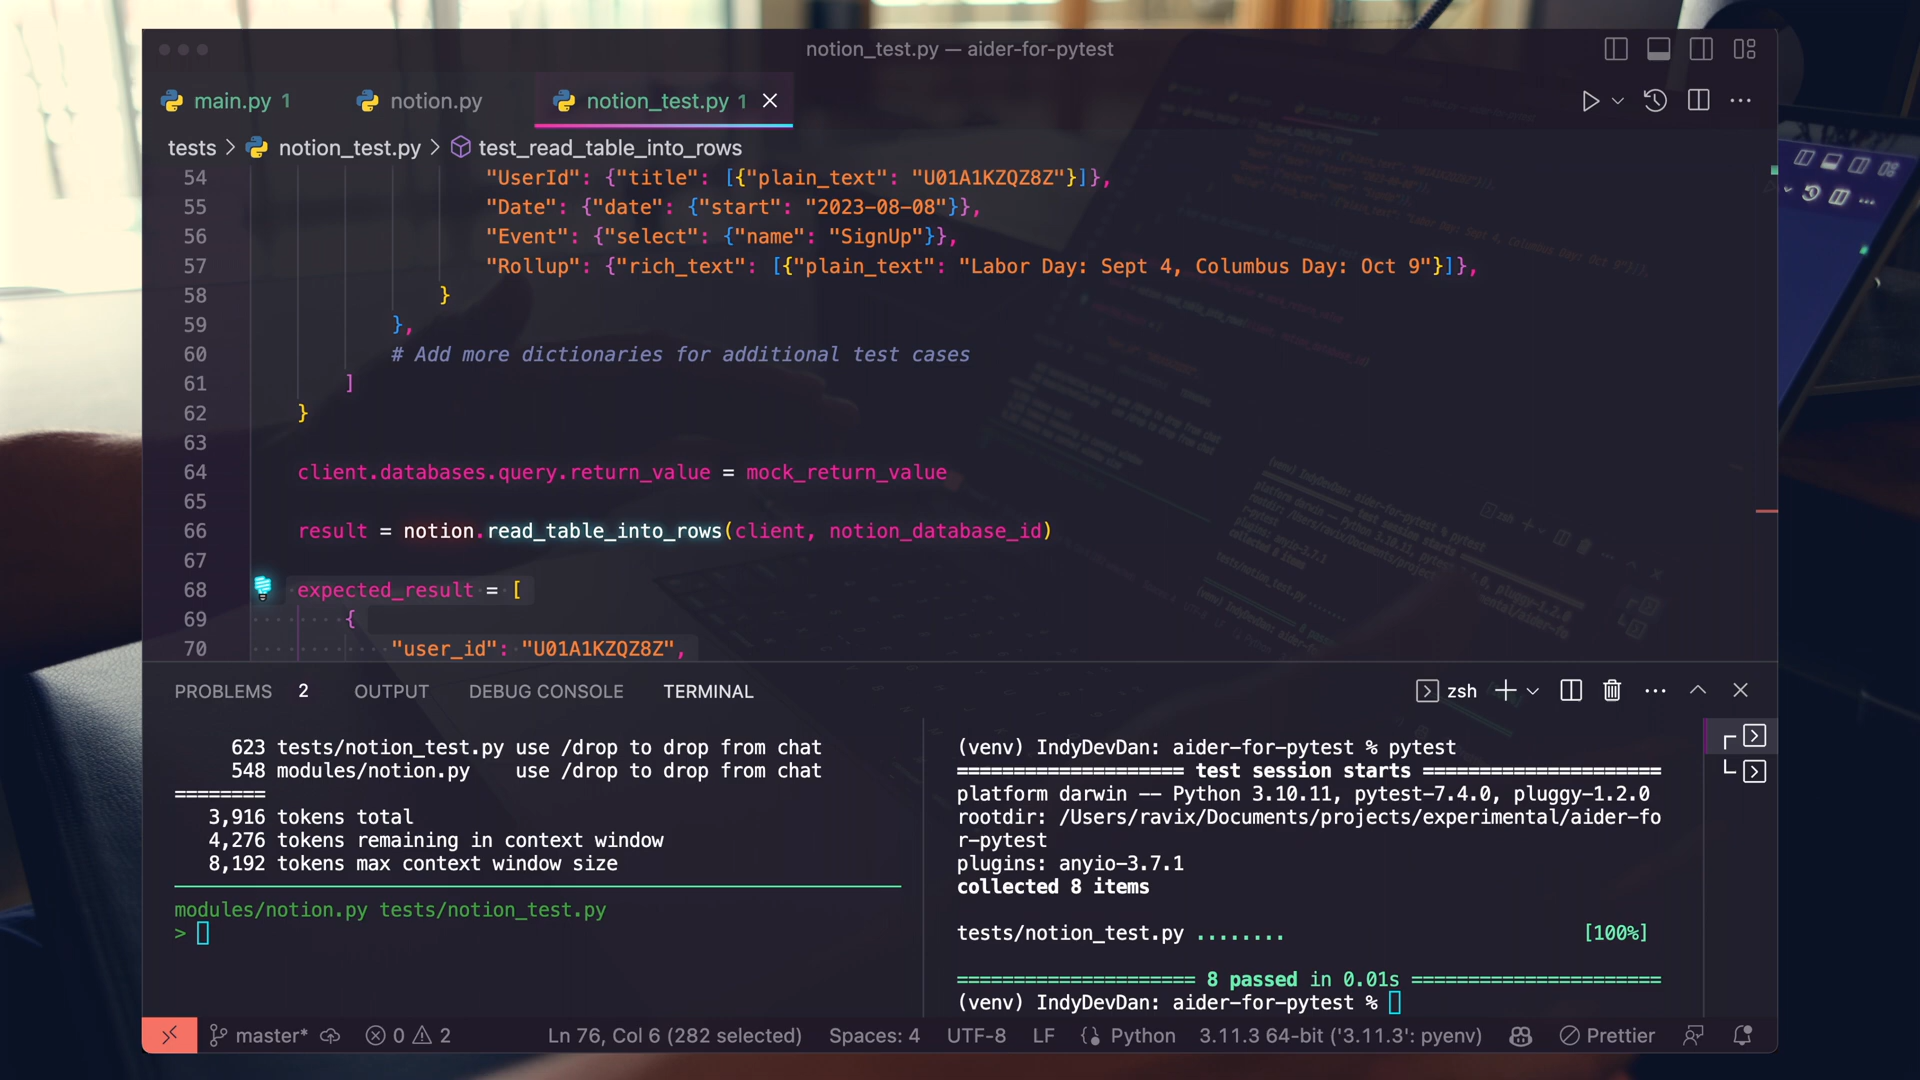 notion_test.py — aider-for-pytest
main.py 1
notion.py
notion_test.py 1
tests > notion_test.py > test_read_table_into_rows
54 "UserId": {"title": [{"plain_text": "U01A1KZQZ8Z"}]},
55 "Date": {"date": {"start": "2023-08-08"}},
56 "Event": {"select": {"name": "SignUp"}},
57 "Rollup": {"rich_text": [{"plain_text": "Labor Day: Sept 4, Columbus Day: Oct 9"}]},
58 }
59 },
60 # Add more dictionaries for additional test cases
61 ]
62 }
63
64 client.databases.query.return_value = mock_return_value
65
66 result = notion.read_table_into_rows(client, notion_database_id)
67
68 expected_result = [
69 {
70 "user_id": "U01A1KZQZ8Z",
PROBLEMS 2 OUTPUT DEBUG CONSOLE TERMINAL
zsh
623 tests/notion_test.py use /drop to drop from chat
548 modules/notion.py use /drop to drop from chat
========
3,916 tokens total
4,276 tokens remaining in context window
8,192 tokens max context window size
modules/notion.py tests/notion_test.py
>
(venv) IndyDevDan: aider-for-pytest % pytest
==================== test session starts =====================
platform darwin -- Python 3.10.11, pytest-7.4.0, pluggy-1.2.0
rootdir: /Users/ravix/Documents/projects/experimental/aider-fo
r-pytest
plugins: anyio-3.7.1
collected 8 items
tests/notion_test.py ........ [100%]
===================== 8 passed in 0.01s ======================
(venv) IndyDevDan: aider-for-pytest %
master* 0 2 Ln 76, Col 6 (282 selected) Spaces: 4 UTF-8 LF Python 3.11.3 64-bit ('3.11.3': pyenv) Prettier